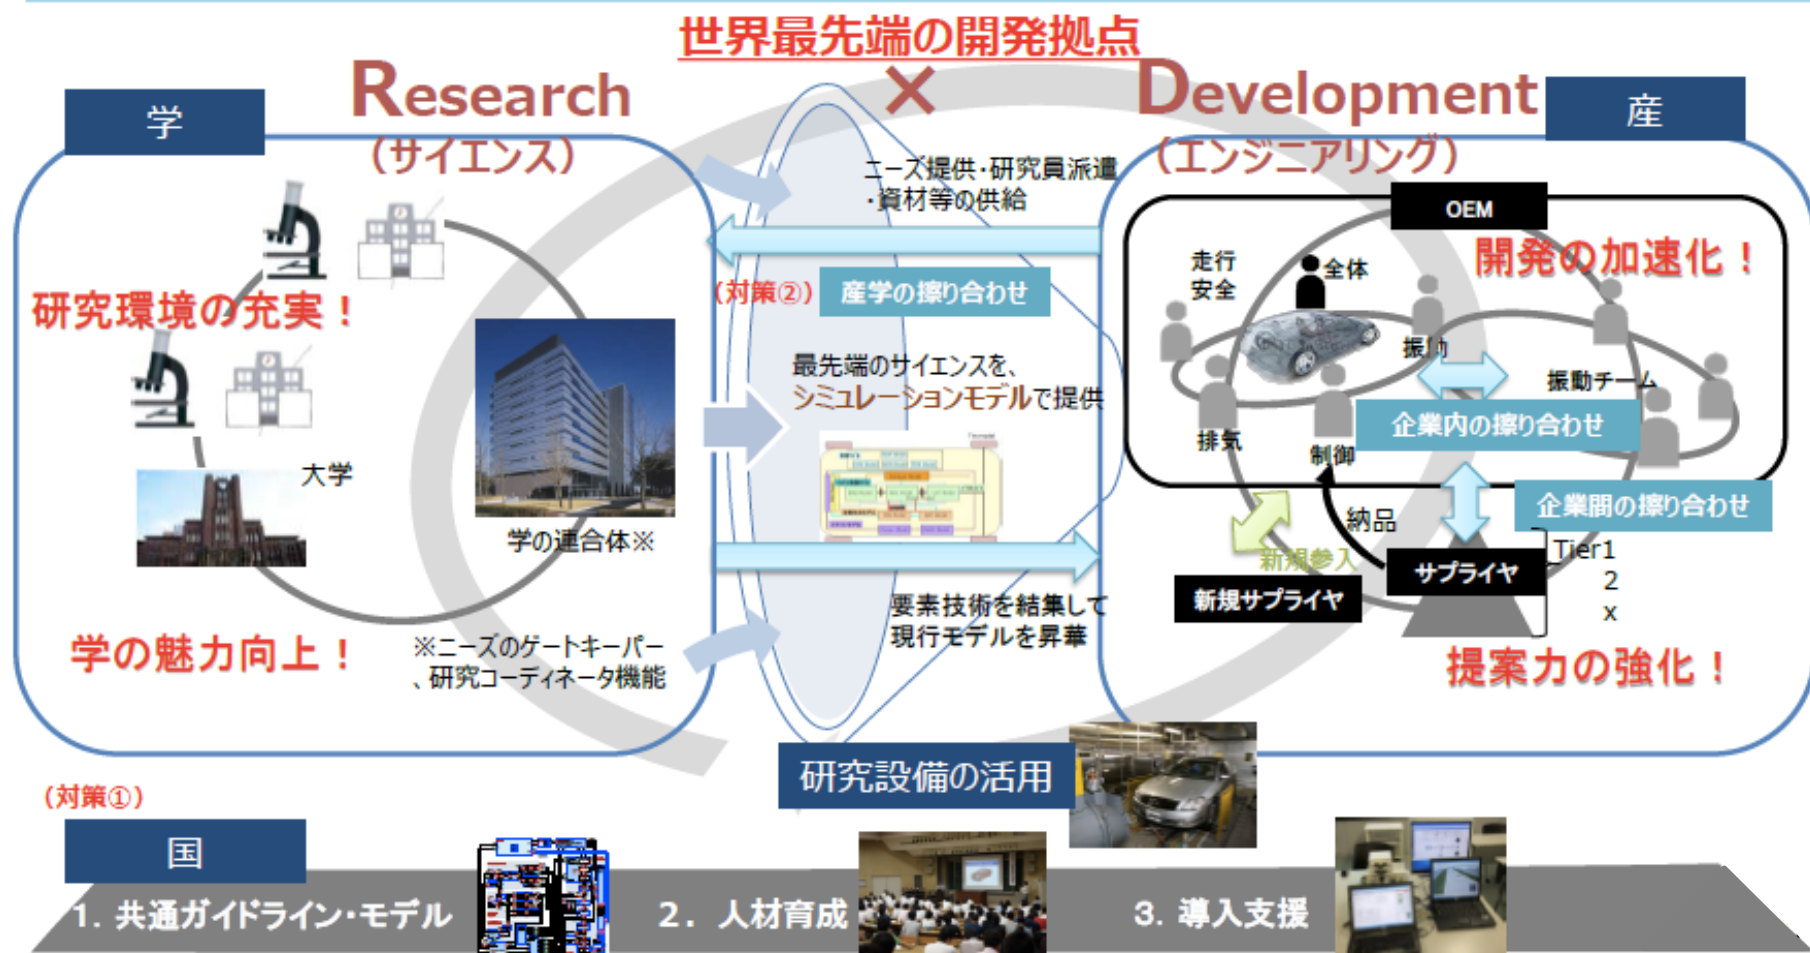 世界最先端の開発拠点
学
Research
(サイエンス)
×
Development
(エンジニアリング)
産
ニーズ提供・研究員派遣
・資材等の供給
OEM
開発の加速化！
走行
安全
全体
研究環境の充実！
(対策②)
産学の擦り合わせ
振動
最先端のサイエンスを、
シミュレーションモデルで提供
振動チーム
企業内の擦り合わせ
排気
制御
大学
企業間の擦り合わせ
納品
学の連合体※
新規参入
サプライヤ
Tier1
2
x
新規サプライヤ
要素技術を結集して
現行モデルを昇華
学の魅力向上！
※ニーズのゲートキーパー
、研究コーディネータ機能
提案力の強化！
研究設備の活用
(対策①)
国
1. 共通ガイドライン・モデル
2. 人材育成
3. 導入支援